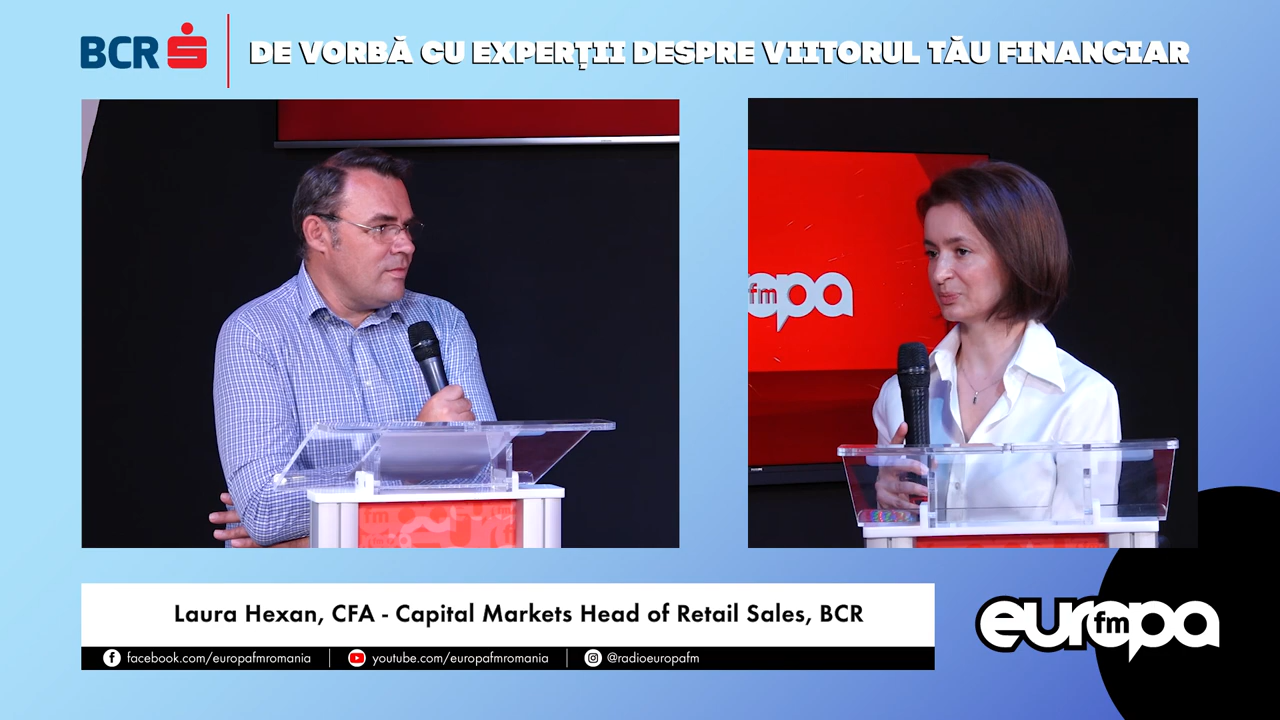 BCR
DE VORBĂ CU EXPERȚII DESPRE VIITORUL TĂU FINANCIAR
europa fm
Laura Hexan, CFA - Capital Markets Head of Retail Sales, BCR
facebook.com/europafmromania
youtube.com/europafmromania
@radioeuropafm
europa fm